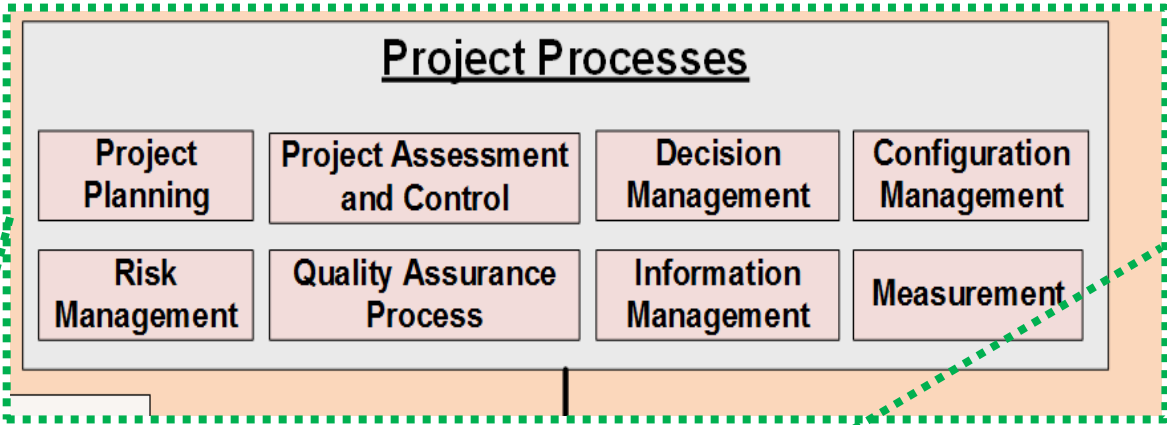 Project Processes
Project
Planning
Project Assessment
and Control
Decision
Management
Configuration
Management
Risk
Management
Quality Assurance
Process
Information
Management
Measurement